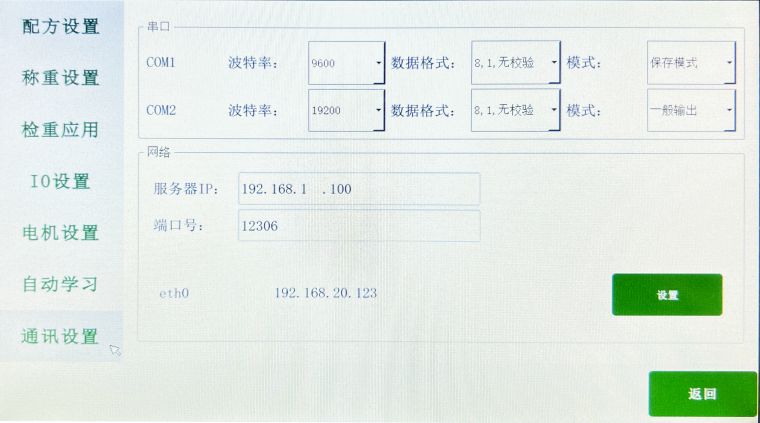 配方设置
称重设置
检重应用
IO设置
电机设置
自动学习
通讯设置
串口
COM1 波特率： 9600 数据格式： 8,1,无校验 模式： 保存模式
COM2 波特率： 19200 数据格式： 8,1,无校验 模式： 一般输出
网络
服务器IP： 192.168.1 .100
端口号： 12306
eth0 192.168.20.123
设置
返回